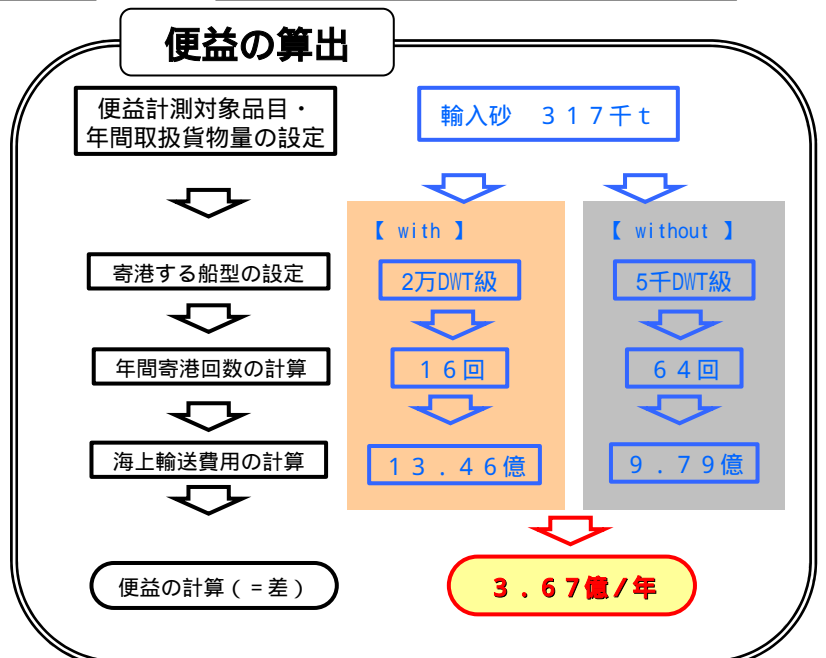 便益の算出
便益計測対象品目・
年間取扱貨物量の設定
輸入砂 317千t
【 with 】
【 without 】
寄港する船型の設定
2万DWT級
5千DWT級
年間寄港回数の計算
16回
64回
海上輸送費用の計算
13.46億
9.79億
便益の計算(=差)
3.67億/年